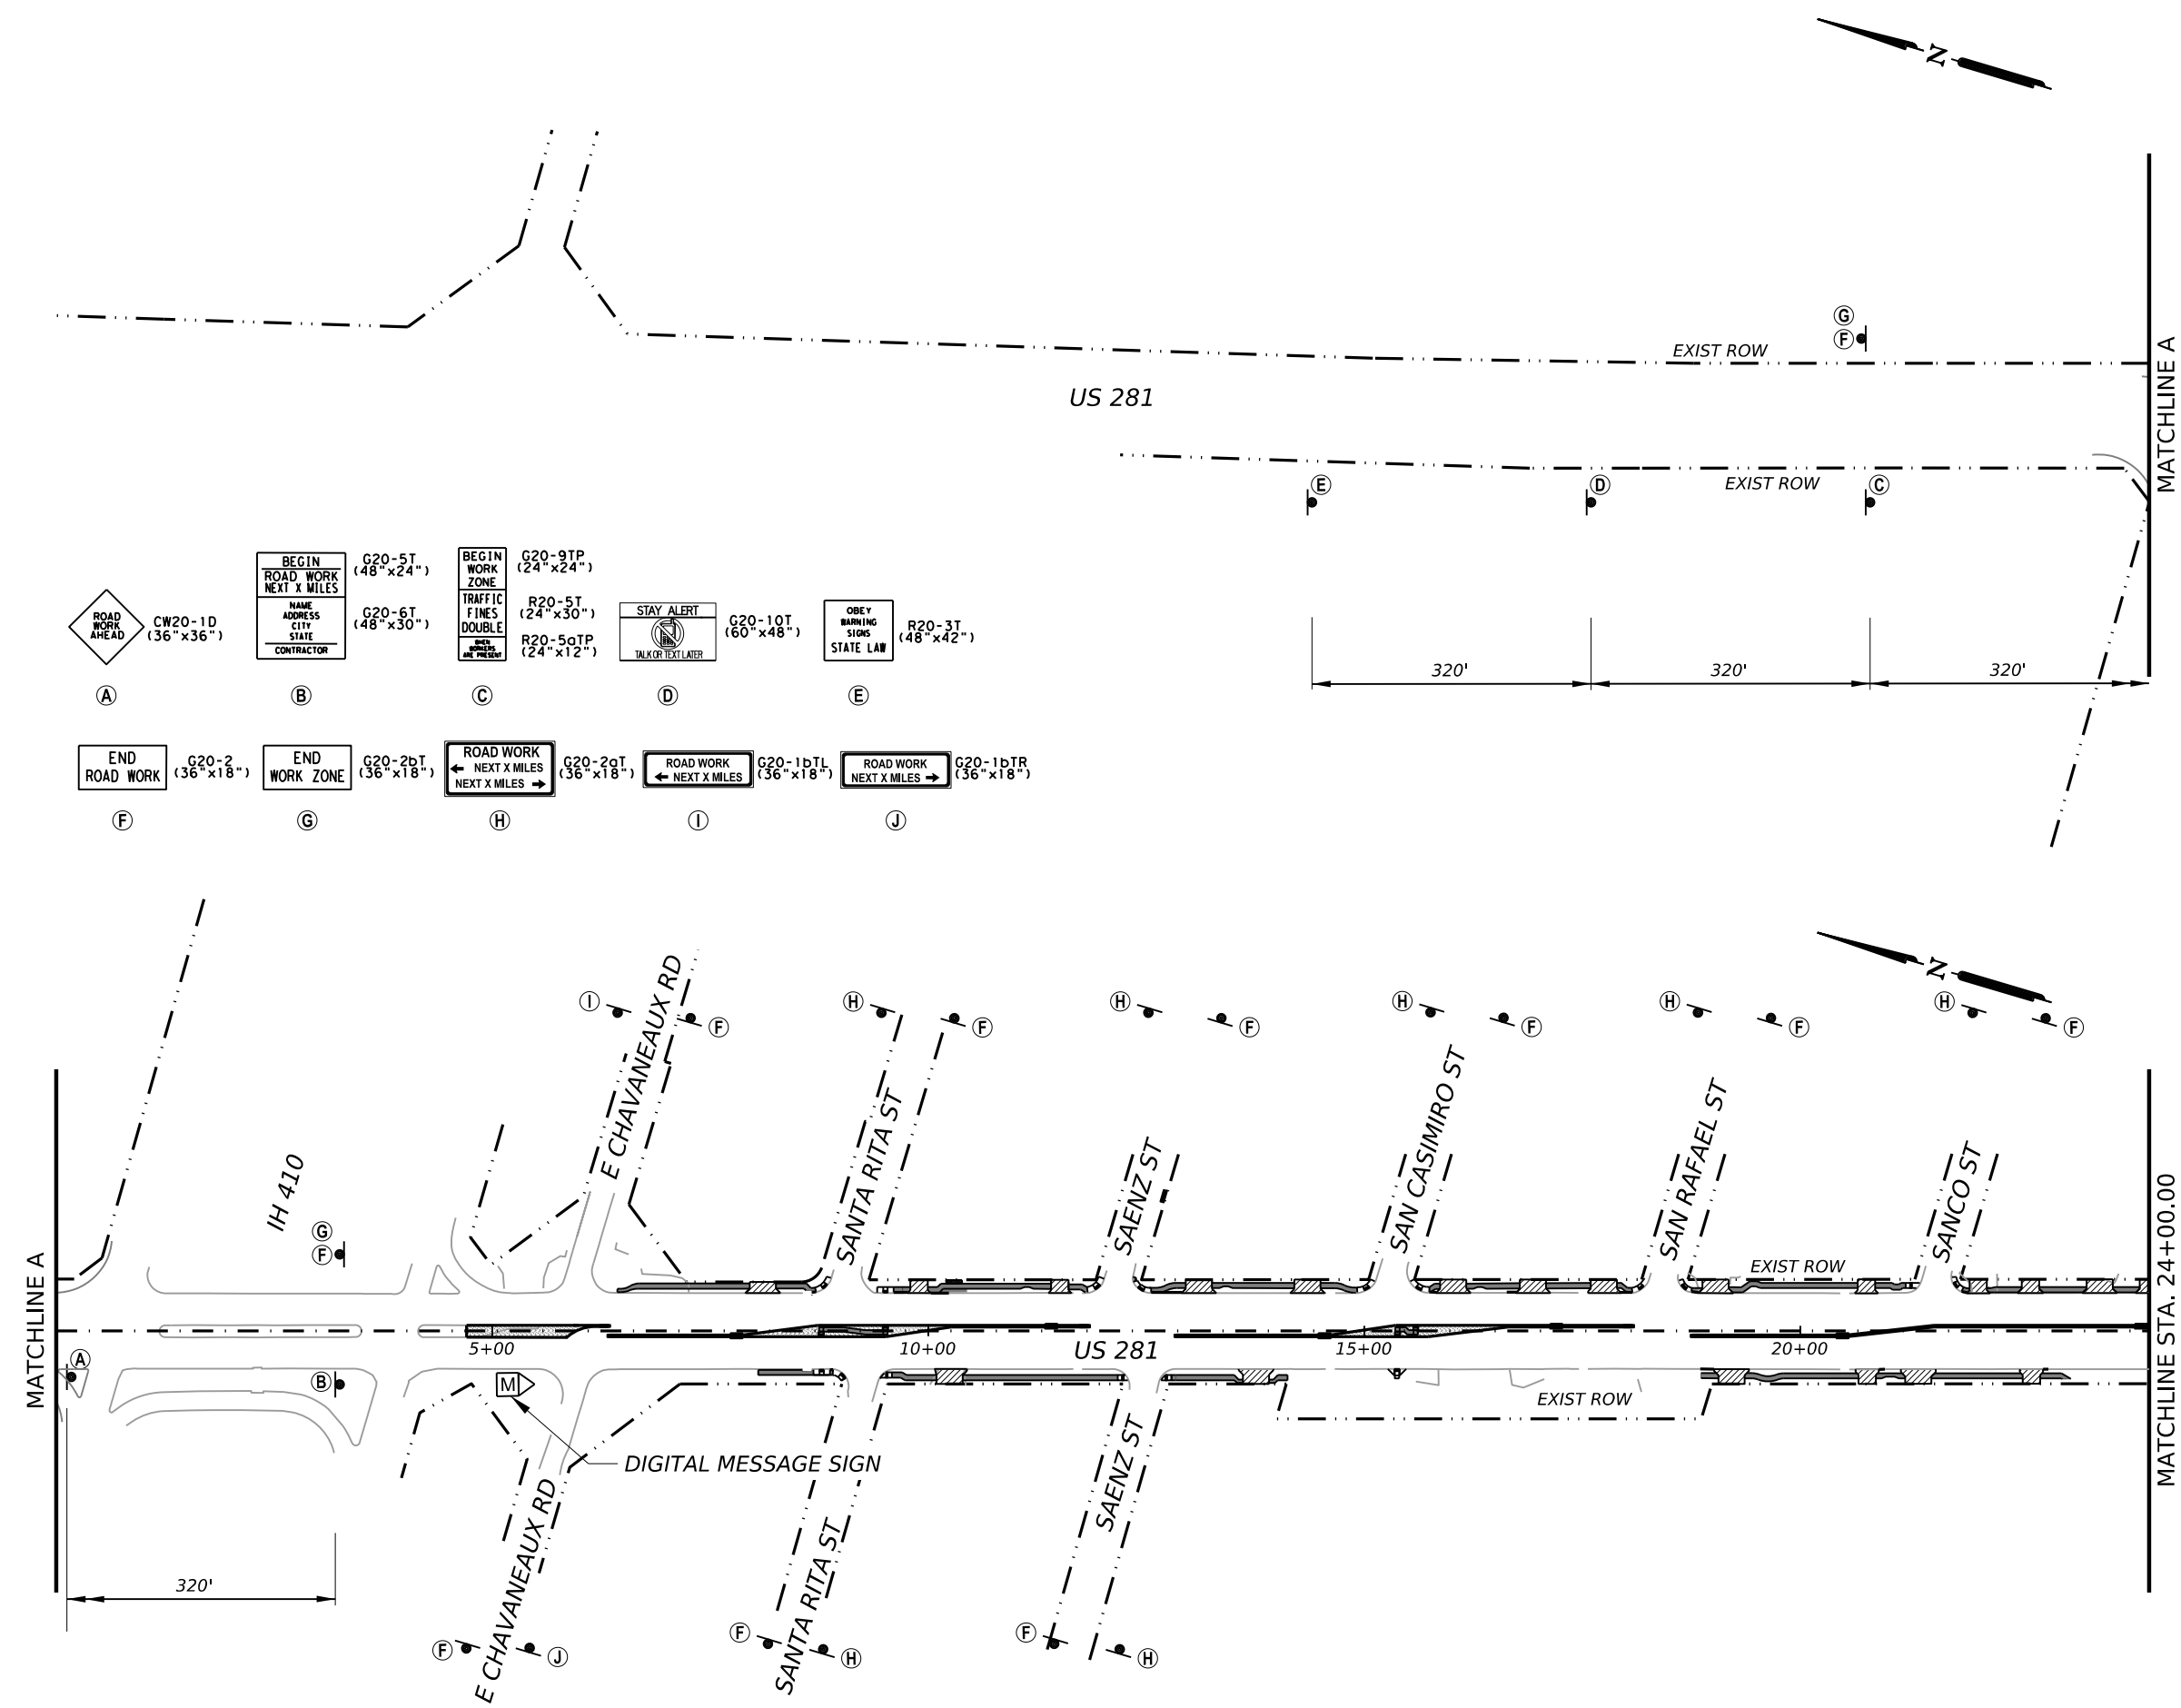 N
MATCHLINE A
EXIST ROW
G
F
US 281
EXIST ROW
E
D
C
320'
320'
320'
ROAD
WORK
AHEAD
CW20-1D
(36"x36")
A
BEGIN
ROAD WORK
NEXT X MILES
NAME
ADDRESS
CITY
STATE
CONTRACTOR
G20-5T
(48"x24")
G20-6T
(48"x30")
B
BEGIN
WORK
ZONE
TRAFFIC
FINES
DOUBLE
WHEN
WORKERS
ARE PRESENT
G20-9TP
(24"x24")
R20-5T
(24"x30")
R20-5aTP
(24"x12")
C
STAY ALERT
TALK OR TEXT LATER
G20-10T
(60"x48")
D
OBEY
WARNING
SIGNS
STATE LAW
R20-3T
(48"x42")
E
END
ROAD WORK
G20-2
(36"x18")
F
END
WORK ZONE
G20-2bT
(36"x18")
G
ROAD WORK
← NEXT X MILES
NEXT X MILES →
G20-2aT
(36"x18")
H
ROAD WORK
← NEXT X MILES
G20-1bTL
(36"x18")
I
ROAD WORK
NEXT X MILES →
G20-1bTR
(36"x18")
J
N
MATCHLINE A
IH 410
G
F
I
E CHAVANEAUX RD
F
H
SANTA RITA ST
F
H
SAENZ ST
F
H
SAN CASIMIRO ST
F
H
SAN RAFAEL ST
F
H
SANCO ST
F
EXIST ROW
MATCHLINE STA. 24+00.00
5+00
10+00
US 281
15+00
20+00
A
B
M
EXIST ROW
DIGITAL MESSAGE SIGN
320'
F
E CHAVANEAUX RD
J
F
SANTA RITA ST
H
F
SAENZ ST
H